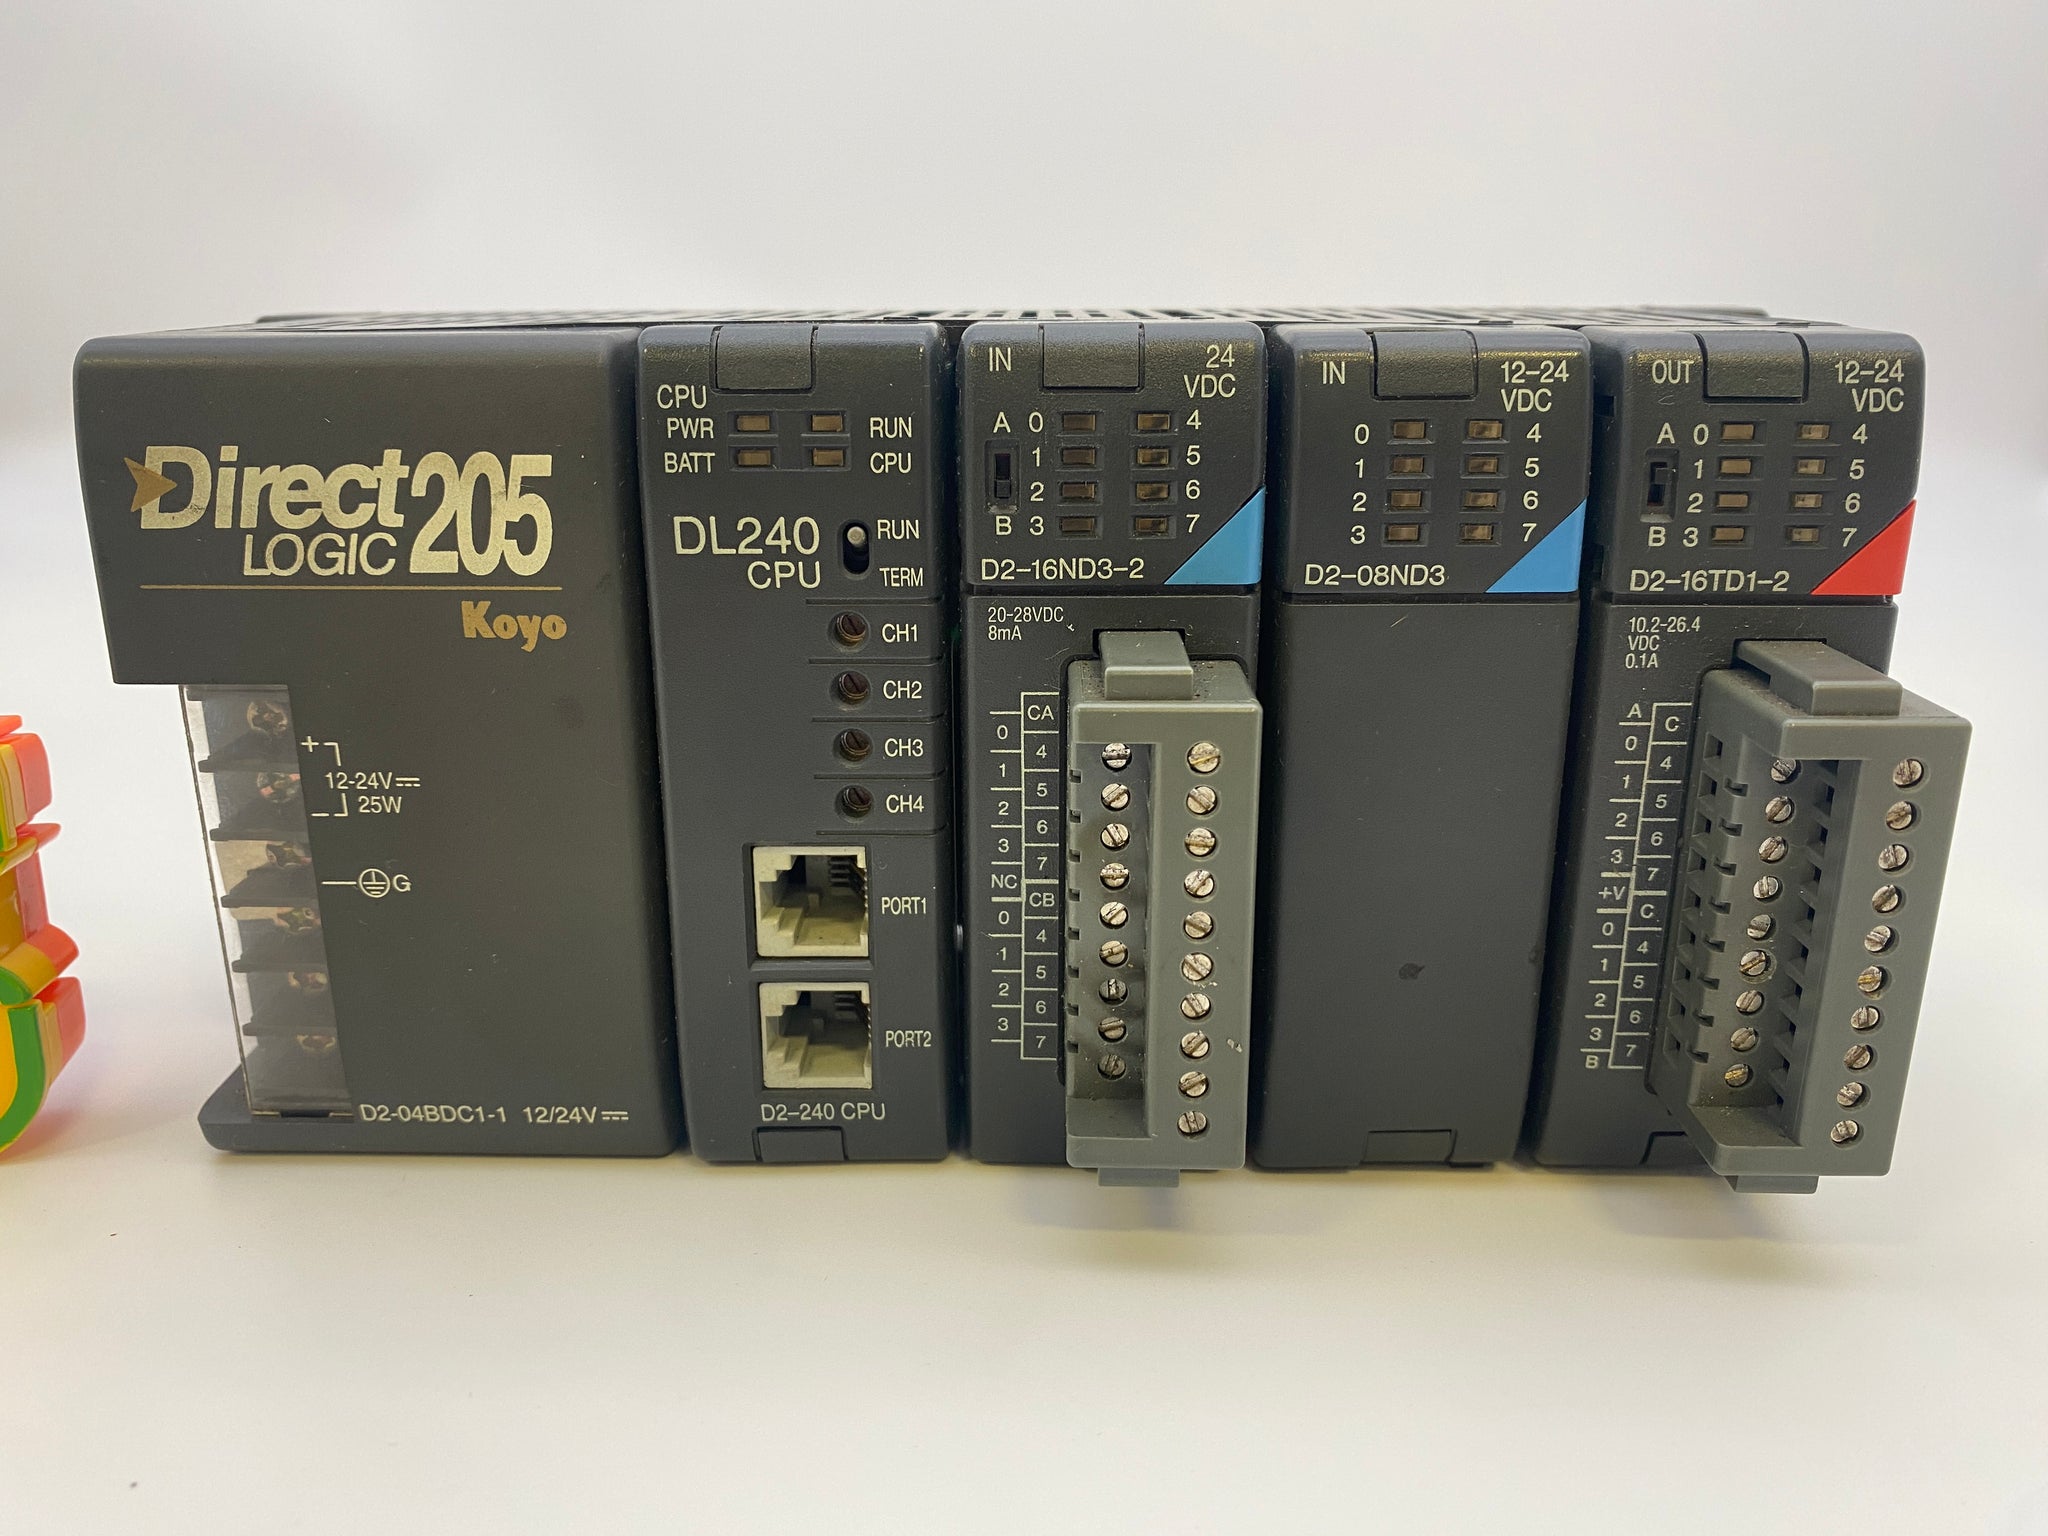 Direct
LOGIC 205
Koyo
+
12-24V
- 25W
G
D2-04BDC1-1 12/24V
CPU
PWR RUN
BATT CPU
DL240
CPU
RUN
TERM
CH1
CH2
CH3
CH4
PORT1
PORT2
D2-240 CPU
IN 24
VDC
A 0 4
1 5
2 6
B 3 7
D2-16ND3-2
20-28VDC
8mA
CA
0
4
1
5
2
6
3
7
NC
CB
0
4
1
5
2
6
3
7
IN 12-24
VDC
0 4
1 5
2 6
3 7
D2-08ND3
OUT 12-24
VDC
A 0 4
1 5
2 6
B 3 7
D2-16TD1-2
10.2-26.4
VDC
0.1A
A
C
0
4
1
5
2
6
3
7
+V
C
0
4
1
5
2
6
3
7
B